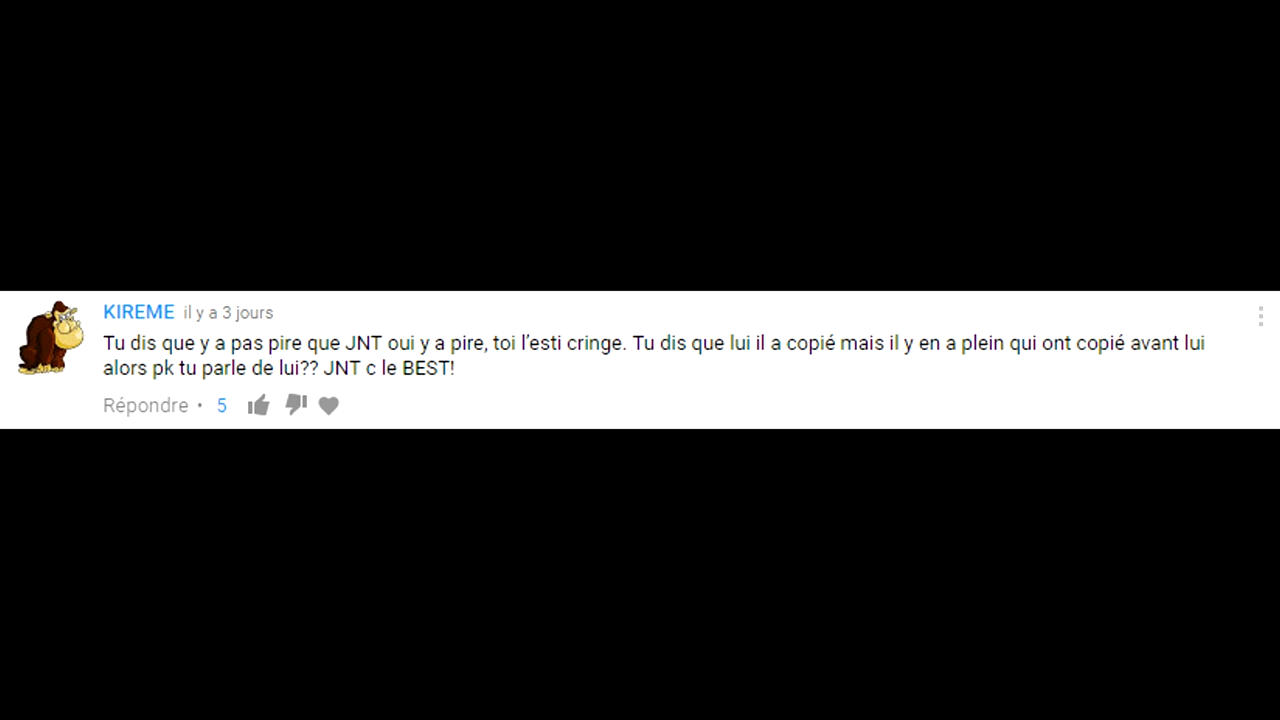 KIREME il y a 3 jours
Tu dis que y a pas pire que JNT oui y a pire, toi l’esti cringe. Tu dis que lui il a copié mais il y en a plein qui ont copié avant lui
alors pk tu parle de lui?? JNT c le BEST!
Répondre • 5